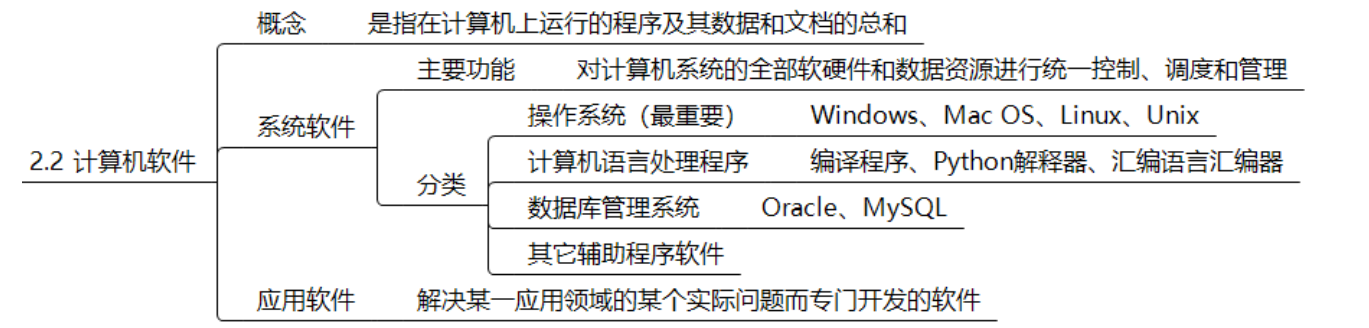 概念 是指在计算机上运行的程序及其数据和文档的总和
主要功能 对计算机系统的全部软硬件和数据资源进行统一控制、调度和管理
操作系统（最重要） Windows、Mac OS、Linux、Unix
系统软件
计算机语言处理程序 编译程序、Python解释器、汇编语言汇编器
2.2 计算机软件
分类
数据库管理系统 Oracle、MySQL
其它辅助程序软件
应用软件 解决某一应用领域的某个实际问题而专门开发的软件